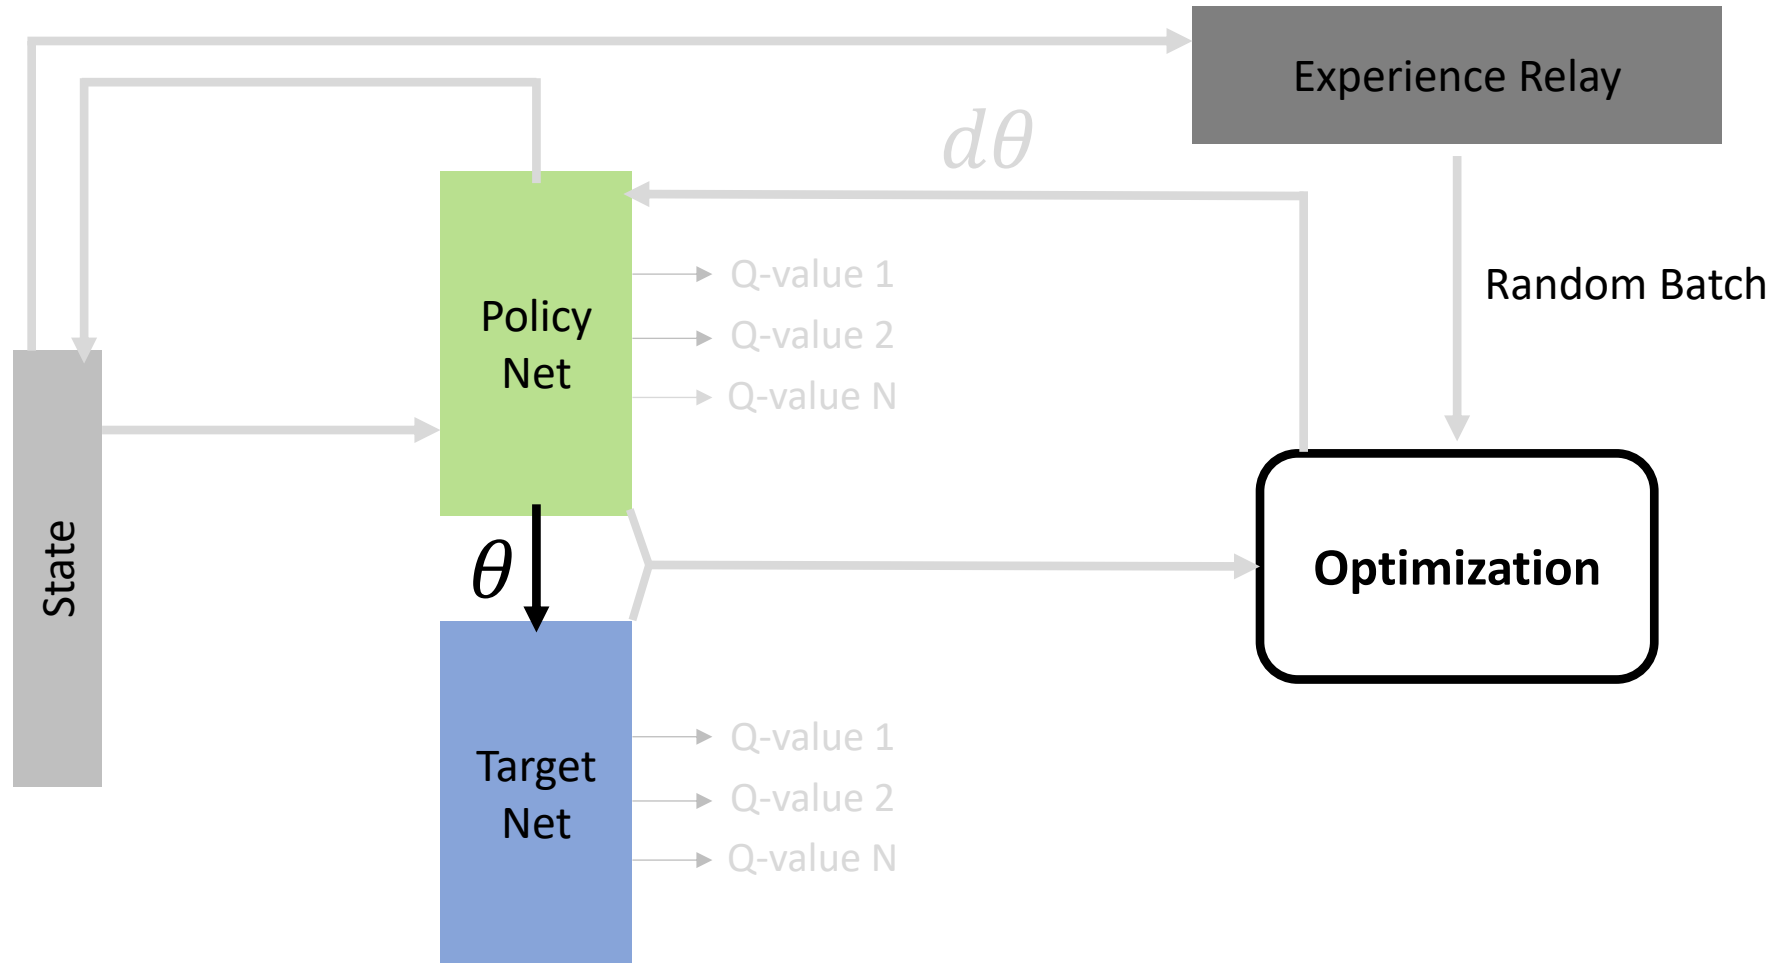 Experience Relay
dθ
Q-value 1
Random Batch
Policy
Net
Q-value 2
Q-value N
State
θ
Optimization
Target
Net
Q-value 1
Q-value 2
Q-value N